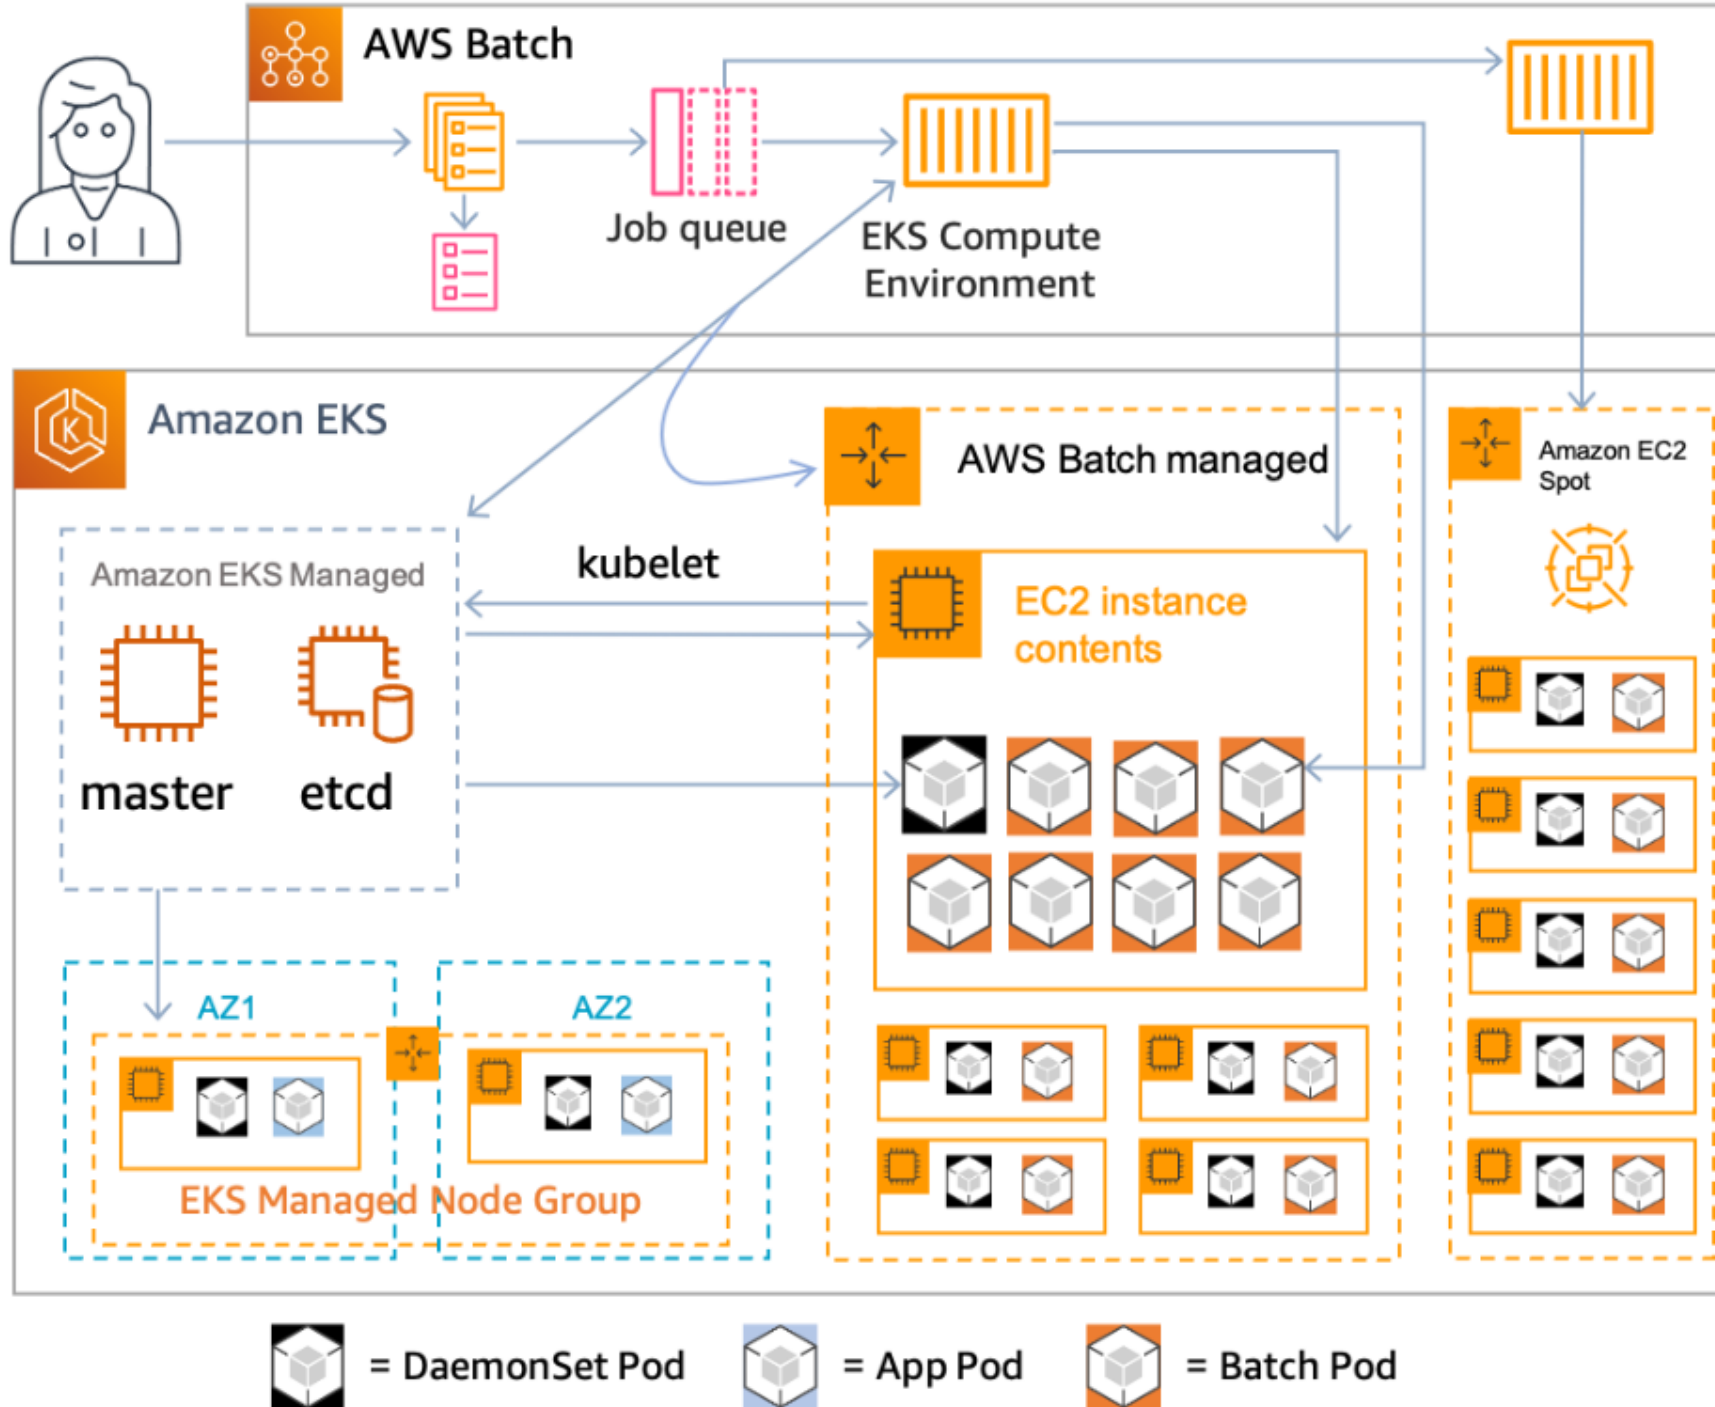 AWS Batch
Job queue
EKS Compute
Environment
Amazon EKS
AWS Batch managed
Amazon EC2
Spot
Amazon EKS Managed
kubelet
EC2 instance
contents
master
etcd
AZ1
AZ2
EKS Managed Node Group
= DaemonSet Pod
= App Pod
= Batch Pod